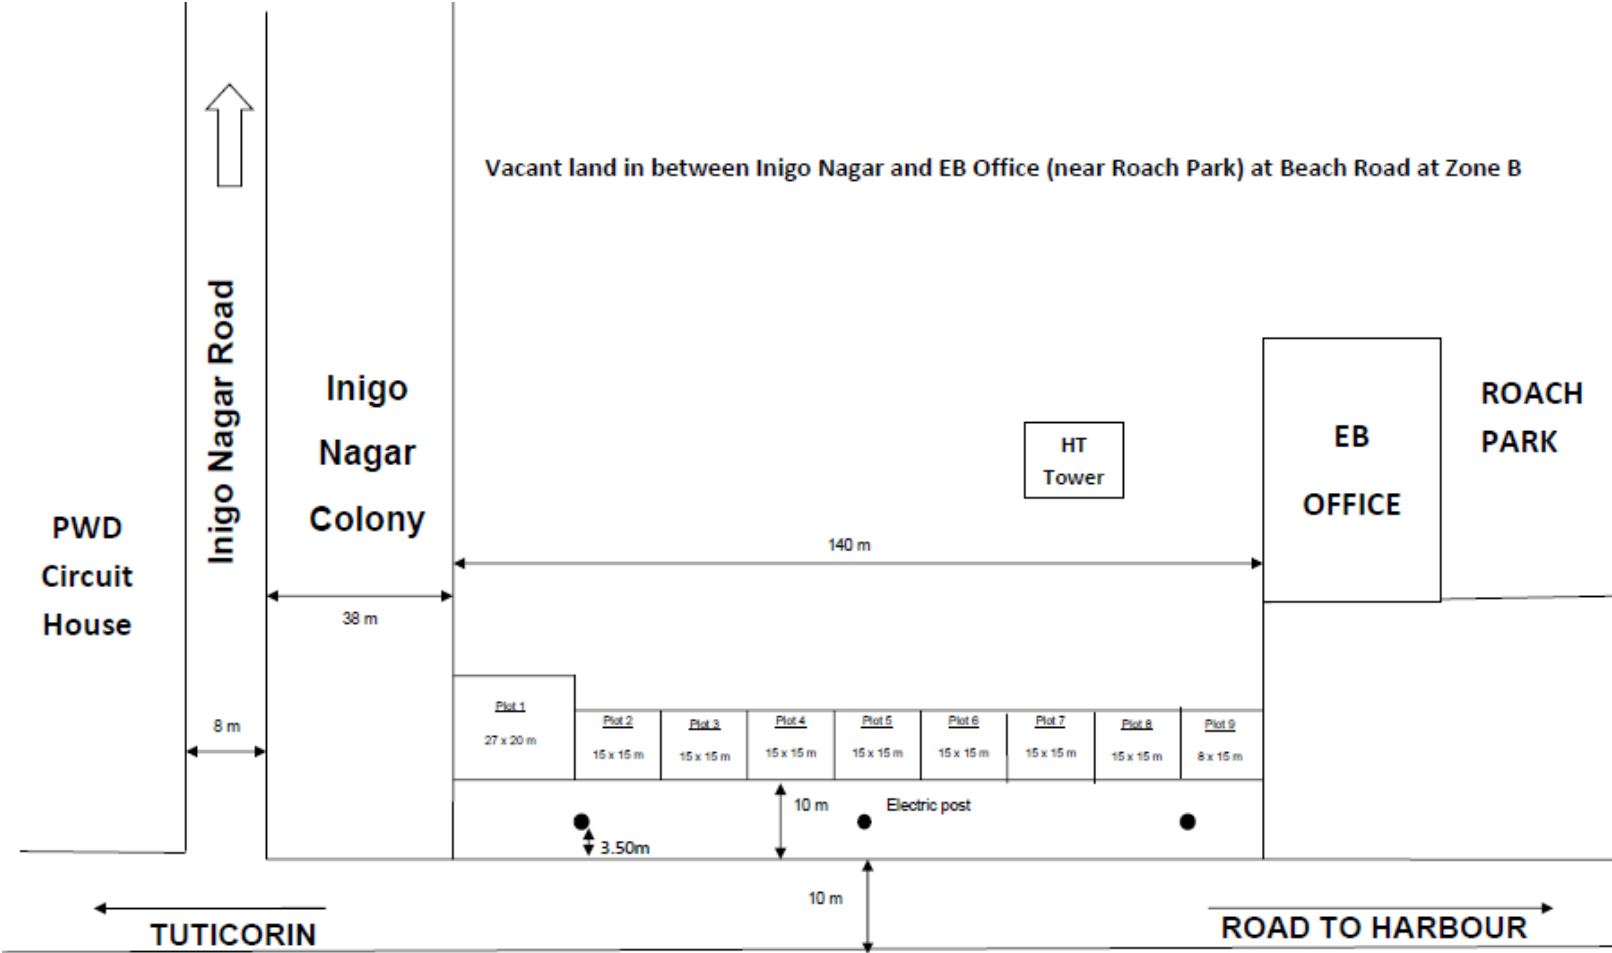 Vacant land in between Inigo Nagar and EB Office (near Roach Park) at Beach Road at Zone B
Inigo Nagar Road
Inigo
Nagar
Colony
PWD
Circuit
House
HT
Tower
EB
OFFICE
ROACH
PARK
140 m
38 m
8 m
Plot 1
27 x 20 m
Plot 2
15 x 15 m
Plot 3
15 x 15 m
Plot 4
15 x 15 m
Plot 5
15 x 15 m
Plot 6
15 x 15 m
Plot 7
15 x 15 m
Plot 8
15 x 15 m
Plot 9
8 x 15 m
10 m
Electric post
3.50m
10 m
TUTICORIN
ROAD TO HARBOUR